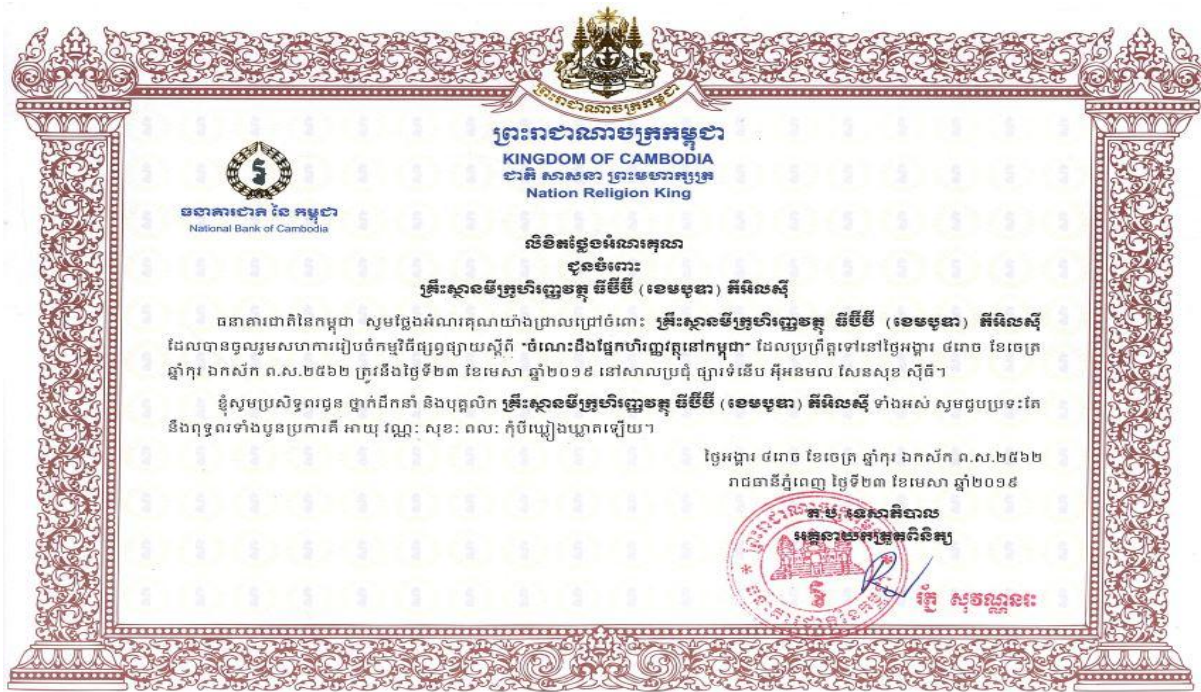 ព្រះរាជាណាចក្រកម្ពុជា
ព្រះរាជាណាចក្រកម្ពុជា
KINGDOM OF CAMBODIA
ជាតិ សាសនា ព្រះមហាក្សត្រ
Nation Religion King
ធនាគារជាតិ នៃ កម្ពុជា
National Bank of Cambodia
លិខិតថ្លែងអំណរគុណ
ជូនចំពោះ
គ្រឹះស្ថានមីក្រូហិរញ្ញវត្ថុ ធីប៊ីប៊ី (ខេមបូឌា) ភីអិលស៊ី
ធនាគារជាតិនៃកម្ពុជា សូមថ្លែងអំណរគុណយ៉ាងជ្រាលជ្រៅចំពោះ គ្រឹះស្ថានមីក្រូហិរញ្ញវត្ថុ ធីប៊ីប៊ី (ខេមបូឌា) ភីអិលស៊ី
ដែលបានចូលរួមសហការរៀបចំកម្មវិធីផ្សព្វផ្សាយស្តីពី "ចំណេះដឹងផ្នែកហិរញ្ញវត្ថុនៅកម្ពុជា" ដែលប្រព្រឹត្តទៅនៅថ្ងៃអង្គារ ៤រោច ខែចេត្រ
ឆ្នាំកុរ ឯកស័ក ព.ស.២៥៦២ ត្រូវនឹងថ្ងៃទី២៣ ខែមេសា ឆ្នាំ២០១៩ នៅសាលប្រជុំ ផ្សារទំនើប អ៊ីអនមល សែនសុខ ស៊ីធី។
ខ្ញុំសូមប្រសិទ្ធពរជូន ថ្នាក់ដឹកនាំ និងបុគ្គលិក គ្រឹះស្ថានមីក្រូហិរញ្ញវត្ថុ ធីប៊ីប៊ី (ខេមបូឌា) ភីអិលស៊ី ទាំងអស់ សូមជួបប្រទះតែ
នឹងពុទ្ធពរទាំងបួនប្រការគឺ អាយុ វណ្ណៈ សុខៈ ពលៈ កុំបីឃ្លៀងឃ្លាតឡើយ។
ថ្ងៃអង្គារ ៤រោច ខែចេត្រ ឆ្នាំកុរ ឯកស័ក ព.ស.២៥៦២
រាជធានីភ្នំពេញ ថ្ងៃទី២៣ ខែមេសា ឆ្នាំ២០១៩
ត.ប. ទេសាភិបាល
អគ្គនាយកត្រួតពិនិត្យ
រ័ត្ន សុវណ្ណនរៈ